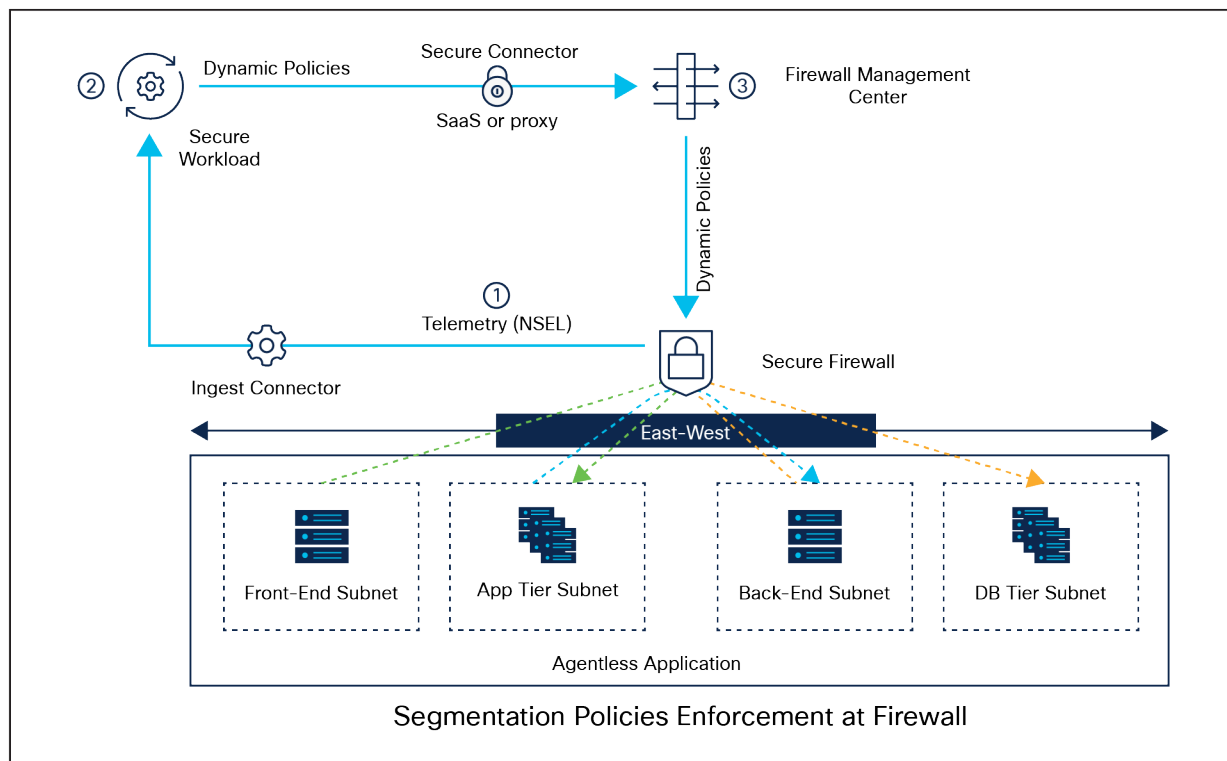 Secure Connector
Dynamic Policies
2
3
Firewall Management
Center
SaaS or proxy
Secure
Workload
Dynamic Policies
1
Telemetry (NSEL)
Secure Firewall
Ingest Connector
East-West
Front-End Subnet
App Tier Subnet
Back-End Subnet
DB Tier Subnet
Agentless Application
Segmentation Policies Enforcement at Firewall